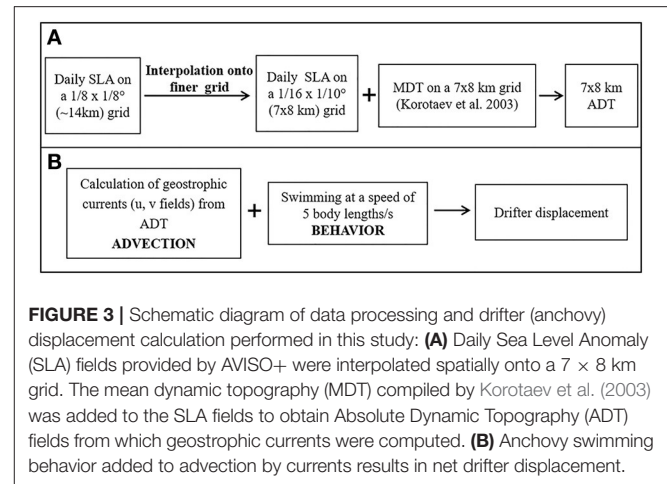 A
Daily SLA on
a 1/8 x 1/8°
(~14km) grid
Interpolation onto
finer grid
Daily SLA on
a 1/16 x 1/10°
(7x8 km) grid
+
MDT on a 7x8 km grid
(Korotaev et al. 2003)
7x8 km
ADT
B
Calculation of geostrophic
currents (u, v fields) from
ADT
ADVECTION
+
Swimming at a speed of
5 body lengths/s
BEHAVIOR
Drifter displacement
FIGURE 3 | Schematic diagram of data processing and drifter (anchovy)
displacement calculation performed in this study: (A) Daily Sea Level Anomaly
(SLA) fields provided by AVISO+ were interpolated spatially onto a 7 × 8 km
grid. The mean dynamic topography (MDT) compiled by Korotaev et al. (2003)
was added to the SLA fields to obtain Absolute Dynamic Topography (ADT)
fields from which geostrophic currents were computed. (B) Anchovy swimming
behavior added to advection by currents results in net drifter displacement.